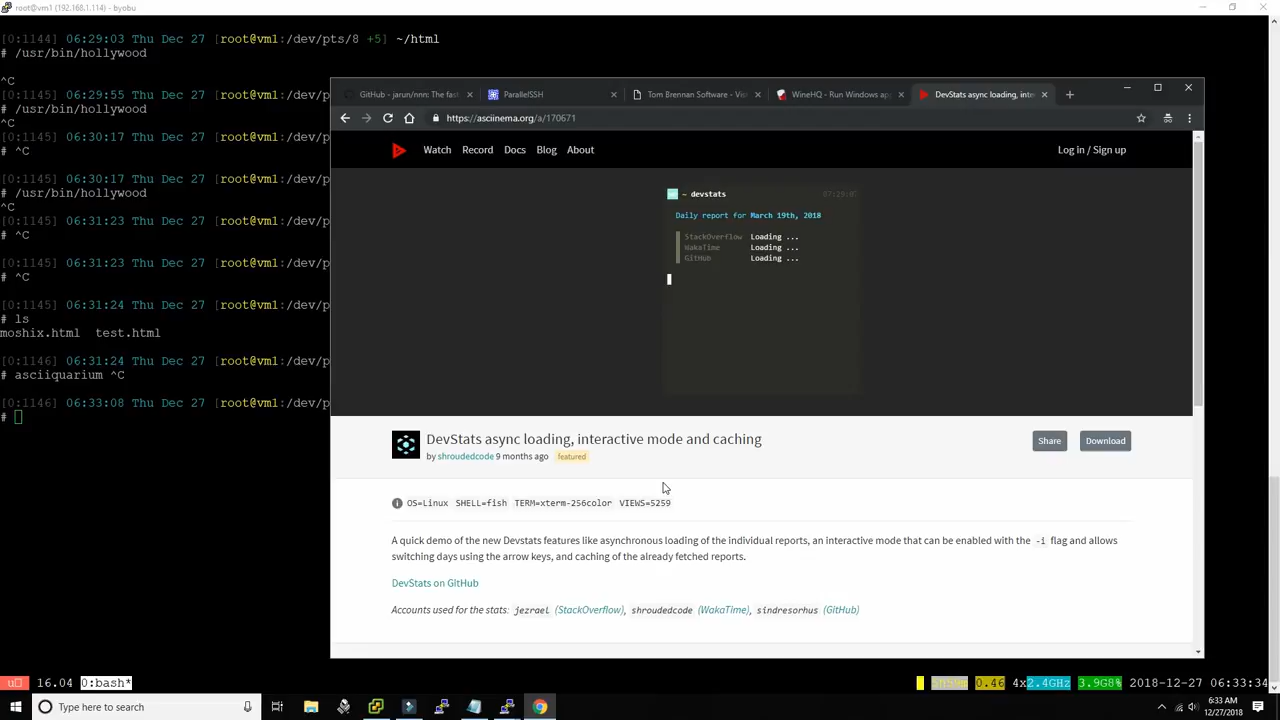 root@vm1 (192.168.1.114) - byobu
[0:1144] 06:29:03 Thu Dec 27 [root@vm1:/dev/pts/8 +5] ~/html
# /usr/bin/hollywood
^C
[0:1145] 06:29:55 Thu Dec 27 [root@vm1:/dev/p
# /usr/bin/hollywood
^C
[0:1145] 06:30:17 Thu Dec 27 [root@vm1:/dev/p
# ^C
[0:1145] 06:30:17 Thu Dec 27 [root@vm1:/dev/p
# /usr/bin/hollywood
^C
[0:1145] 06:31:23 Thu Dec 27 [root@vm1:/dev/p
# ^C
[0:1145] 06:31:23 Thu Dec 27 [root@vm1:/dev/p
# ^C
[0:1145] 06:31:24 Thu Dec 27 [root@vm1:/dev/p
# ls
moshix.html test.html
[0:1146] 06:31:24 Thu Dec 27 [root@vm1:/dev/p
# asciiquarium ^C
[0:1146] 06:33:08 Thu Dec 27 [root@vm1:/dev/p
#
GitHub - jarun/nnn: The fast
ParallelSSH
Tom Brennan Software - Vis
WineHQ - Run Windows app
DevStats async loading, inte
https://asciinema.org/a/170671
Watch Record Docs Blog About Log in / Sign up
~ devstats
Daily report for March 19th, 2018
StackOverflow Loading ...
WakaTime Loading ...
GitHub Loading ...
DevStats async loading, interactive mode and caching
Share Download
by shroudedcode 9 months ago featured
OS=Linux SHELL=fish TERM=xterm-256color VIEWS=5259
A quick demo of the new Devstats features like asynchronous loading of the individual reports, an interactive mode that can be enabled with the -i flag and allows
switching days using the arrow keys, and caching of the already fetched reports.
DevStats on GitHub
Accounts used for the stats: jezrael (StackOverflow), shroudedcode (WakaTime), sindresorhus (GitHub)
16.04 0:bash* 0.46 4x2.4GHz 3.9G8% 2018-12-27 06:33:34
Type here to search
6:33 AM
12/27/2018